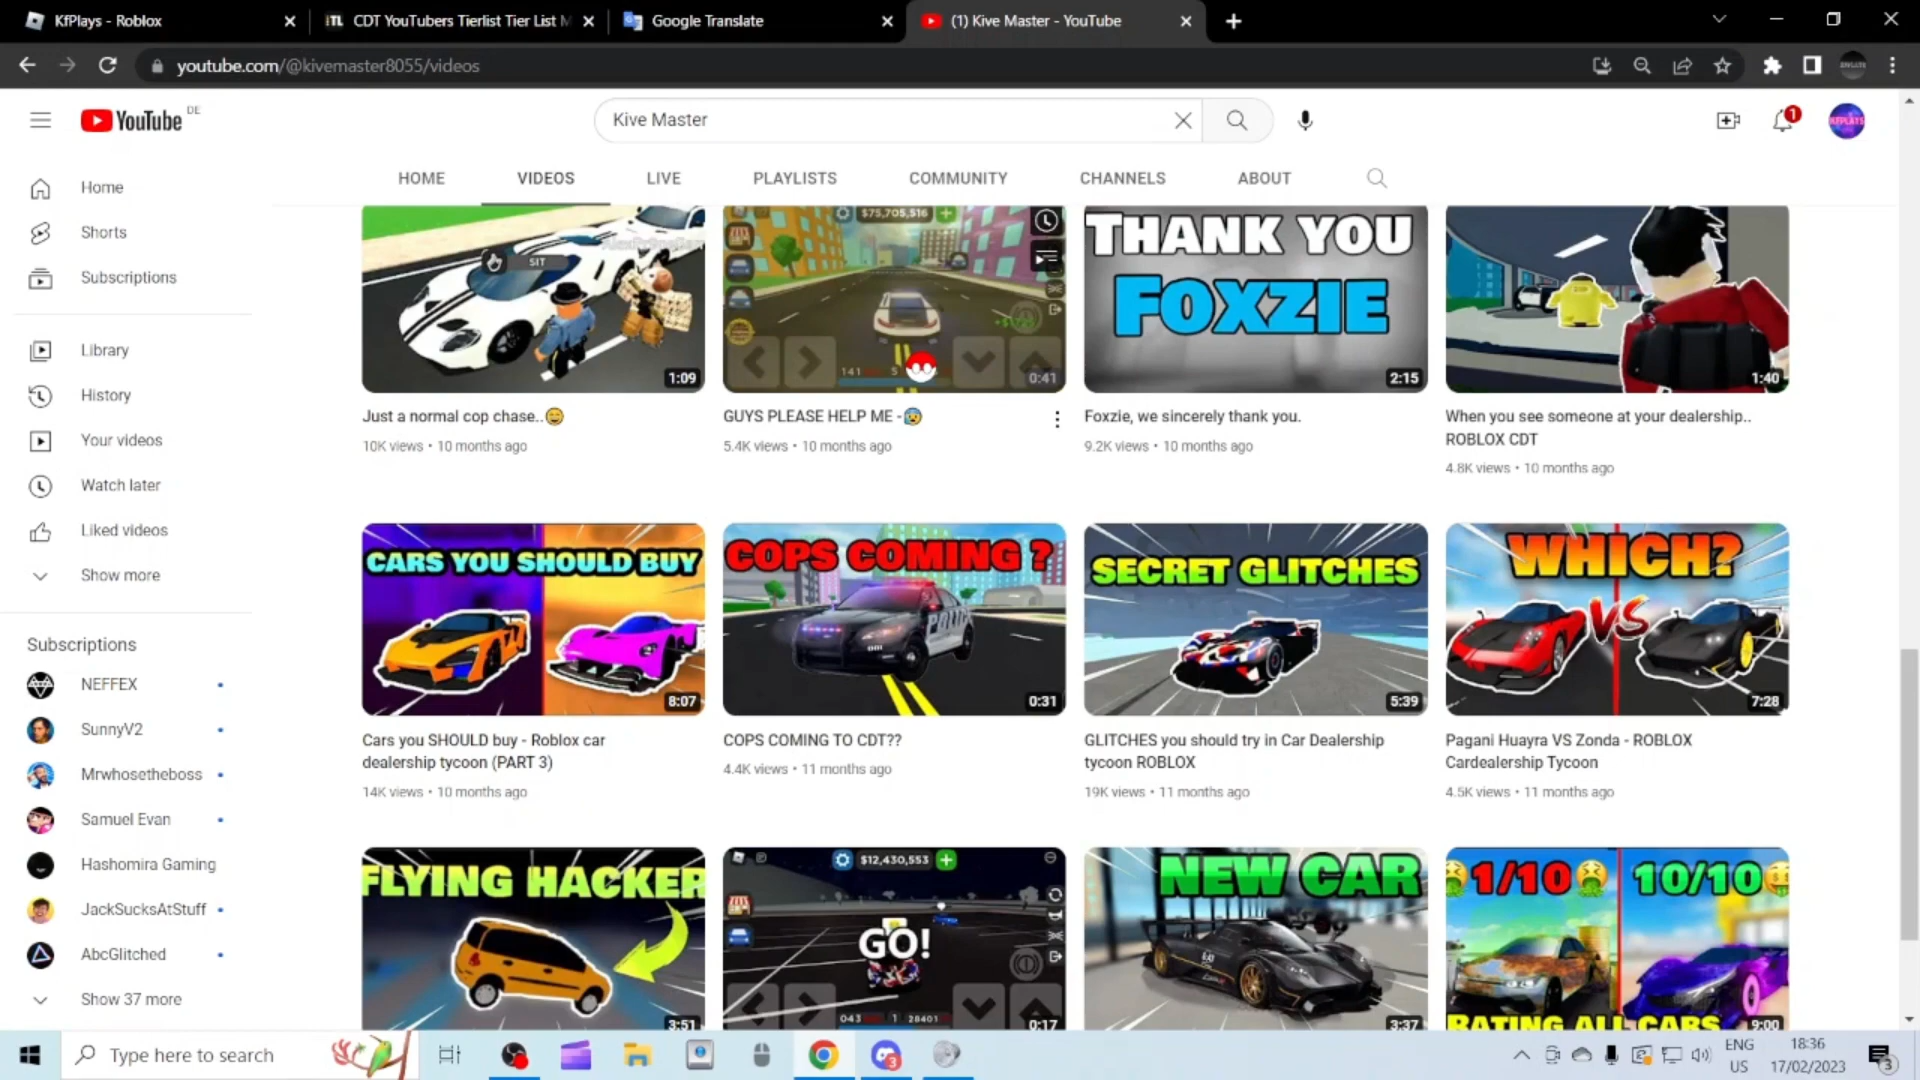 KfPlays - Roblox
CDT YouTubers Tierlist Tier List M
Google Translate
(1) Kive Master - YouTube
youtube.com/@kivemaster8055/videos
YouTube DE
Kive Master
1
KFPLAYS
HOME
VIDEOS
LIVE
PLAYLISTS
COMMUNITY
CHANNELS
ABOUT
Home
Shorts
Subscriptions
Library
History
Your videos
Watch later
Liked videos
Show more
Subscriptions
NEFFEX
SunnyV2
Mrwhosetheboss
Samuel Evan
Hashomira Gaming
JackSucksAtStuff
AbcGlitched
Show 37 more
SIT
1:09
Just a normal cop chase..😄
10K views • 10 months ago
$75,705,516
141
5
0:41
GUYS PLEASE HELP ME -😰
5.4K views • 10 months ago
THANK YOU
FOXZIE
2:15
Foxzie, we sincerely thank you.
9.2K views • 10 months ago
1:40
When you see someone at your dealership..
ROBLOX CDT
4.8K views • 10 months ago
CARS YOU SHOULD BUY
8:07
Cars you SHOULD buy - Roblox car
dealership tycoon (PART 3)
14K views • 10 months ago
COPS COMING ?
POLICE
0:31
COPS COMING TO CDT??
4.4K views • 11 months ago
SECRET GLITCHES
5:39
GLITCHES you should try in Car Dealership
tycoon ROBLOX
19K views • 11 months ago
WHICH?
VS
7:28
Pagani Huayra VS Zonda - ROBLOX
Cardealership Tycoon
4.5K views • 11 months ago
FLYING HACKER
3:51
$12,430,553
GO!
043
1
28401
0:17
NEW CAR
3:37
1/10
10/10
RATING ALL CARS
9:00
Type here to search
3
ENG
US
18:36
17/02/2023
3